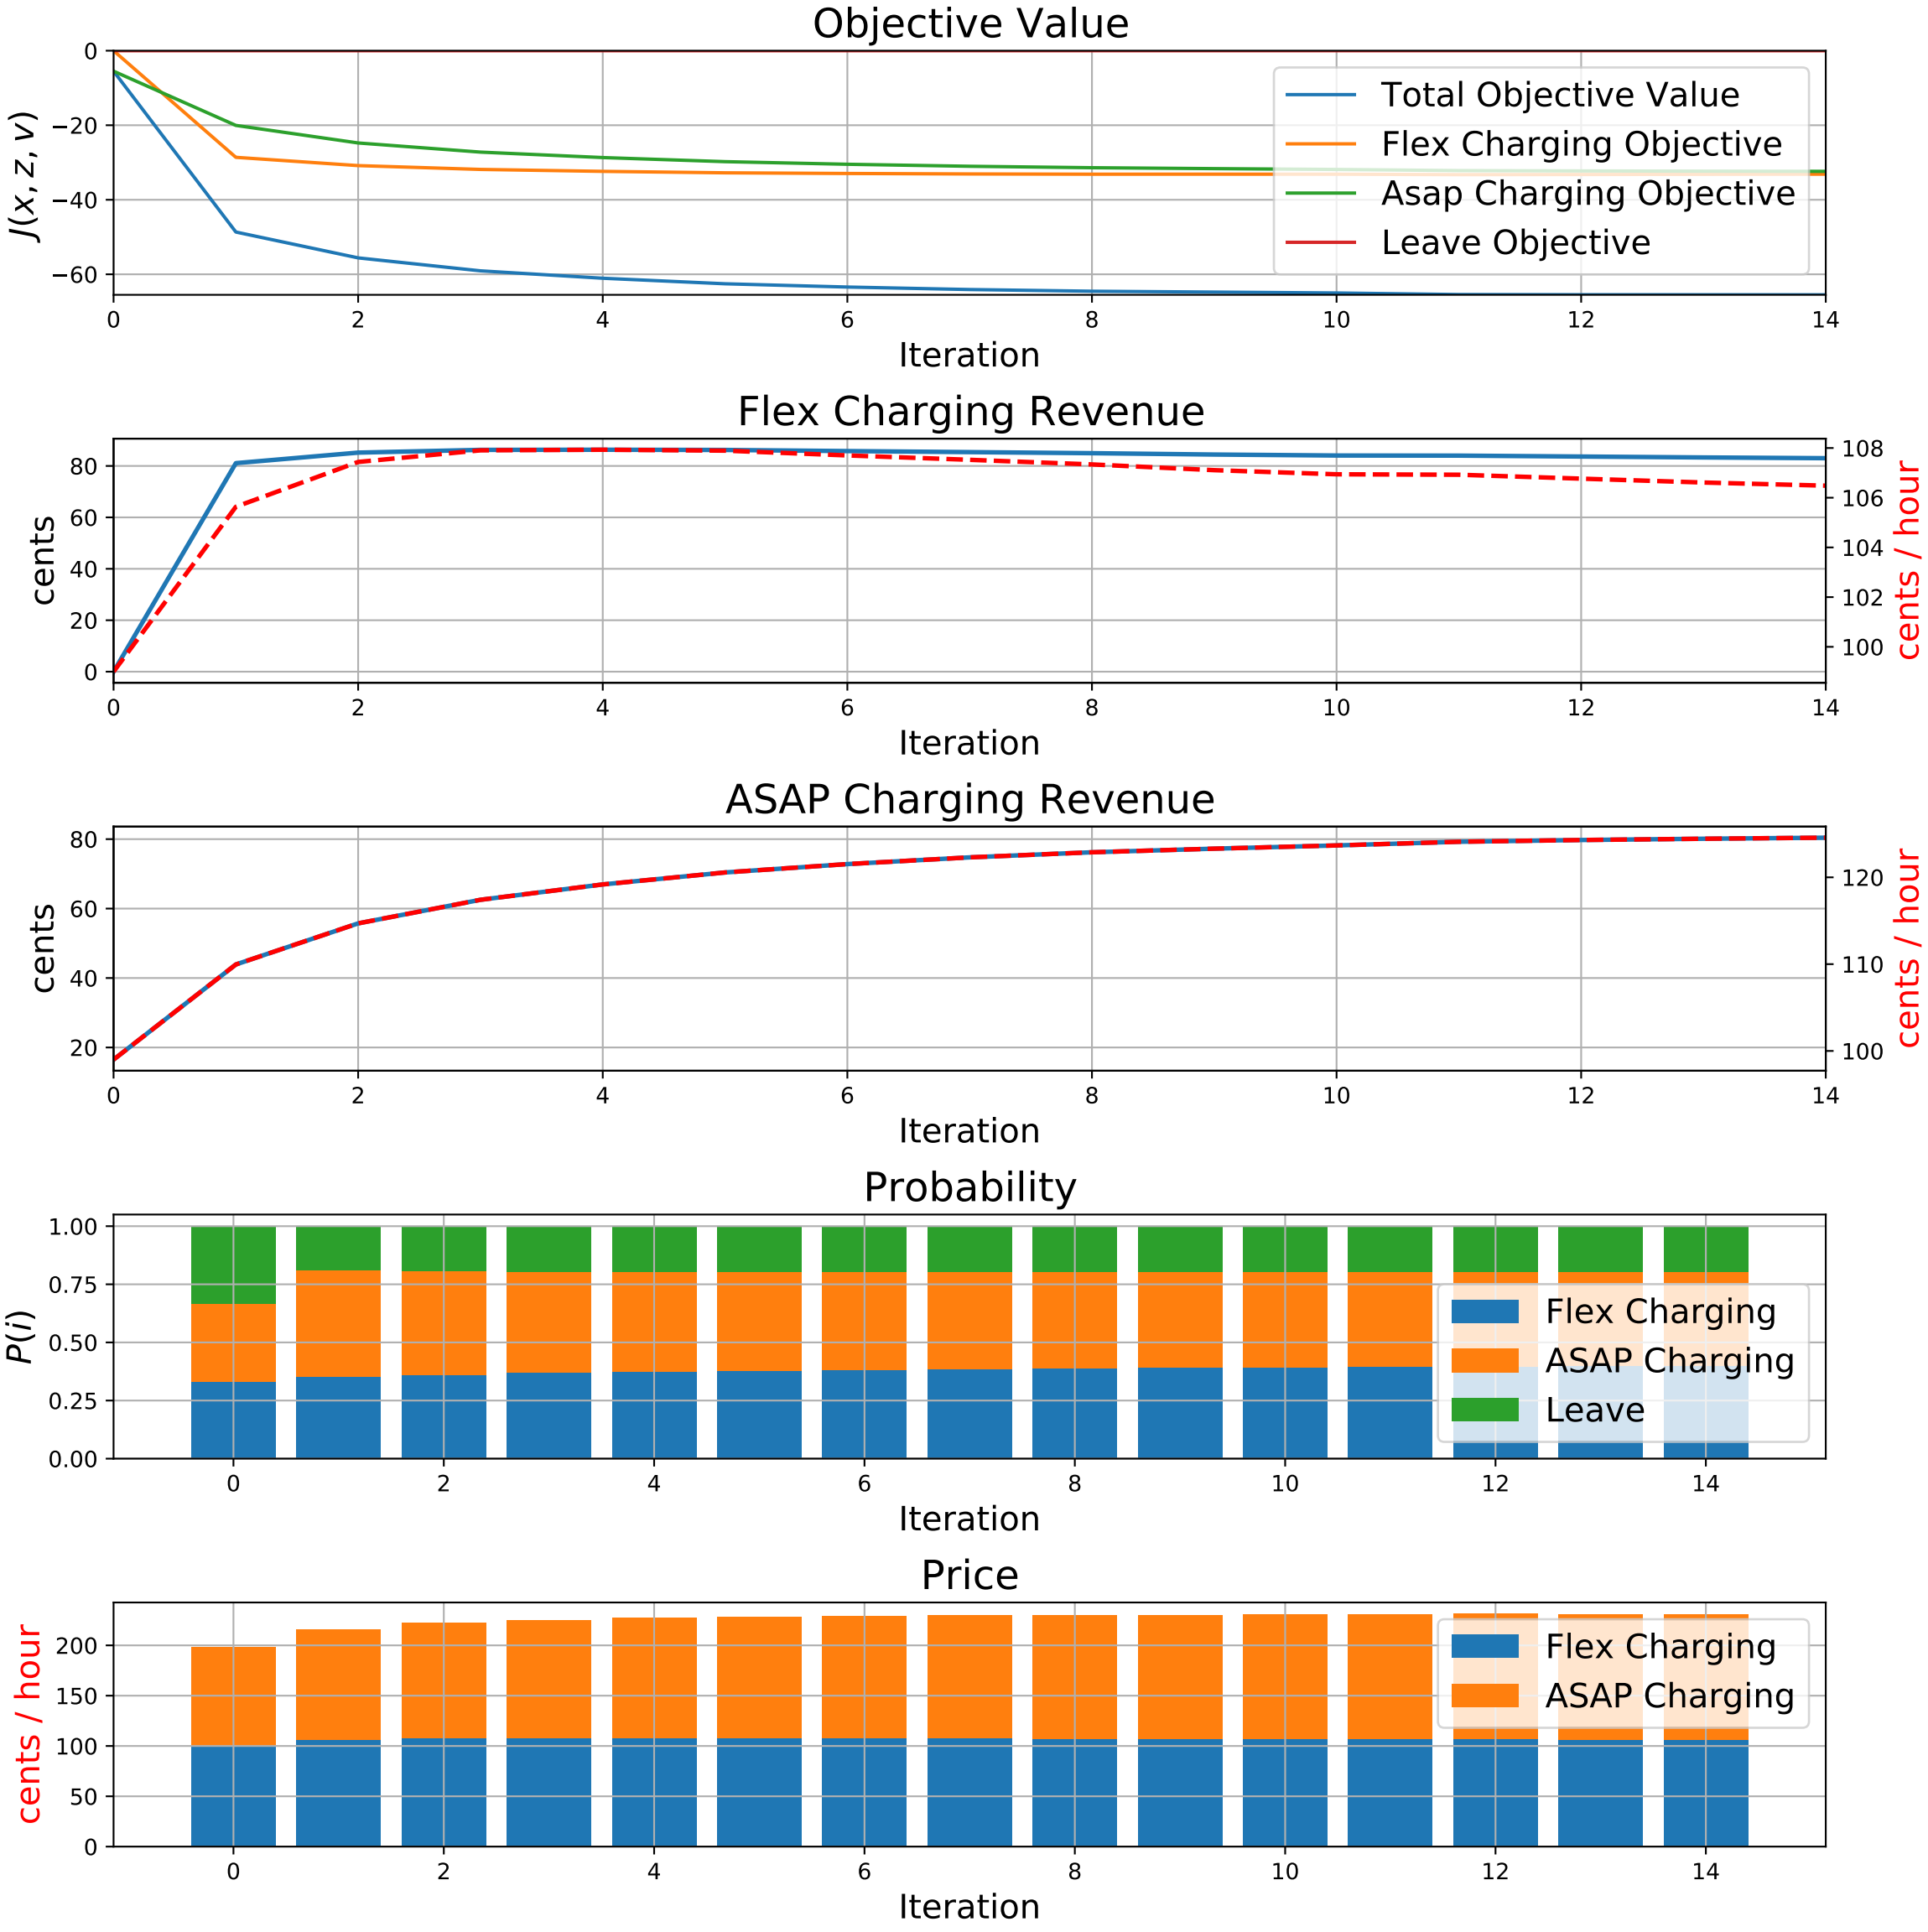 Objective Value
0
−20
−40
−60
J(x, z, v)
Total Objective Value
Flex Charging Objective
Asap Charging Objective
Leave Objective
0 2 4 6 8 10 12 14
Iteration
Flex Charging Revenue
80
60
40
20
0
cents
108
106
104
102
100
cents / hour
0 2 4 6 8 10 12 14
Iteration
ASAP Charging Revenue
80
60
40
20
cents
120
110
100
cents / hour
0 2 4 6 8 10 12 14
Iteration
Probability
1.00
0.75
0.50
0.25
0.00
P(i)
Flex Charging
ASAP Charging
Leave
0 2 4 6 8 10 12 14
Iteration
Price
200
150
100
50
0
cents / hour
Flex Charging
ASAP Charging
0 2 4 6 8 10 12 14
Iteration